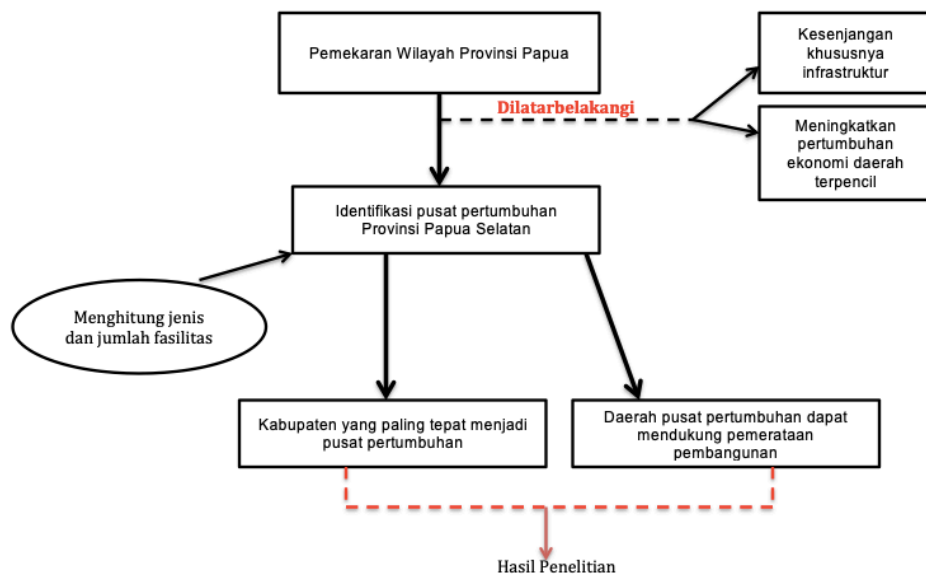 Pemekaran Wilayah Provinsi Papua
Kesenjangan
khususnya
infrastruktur
Dilatarbelakangi
Meningkatkan
pertumbuhan
ekonomi daerah
terpencil
Identifikasi pusat pertumbuhan
Provinsi Papua Selatan
Menghitung jenis
dan jumlah fasilitas
Kabupaten yang paling tepat menjadi
pusat pertumbuhan
Daerah pusat pertumbuhan dapat
mendukung pemerataan
pembangunan
Hasil Penelitian